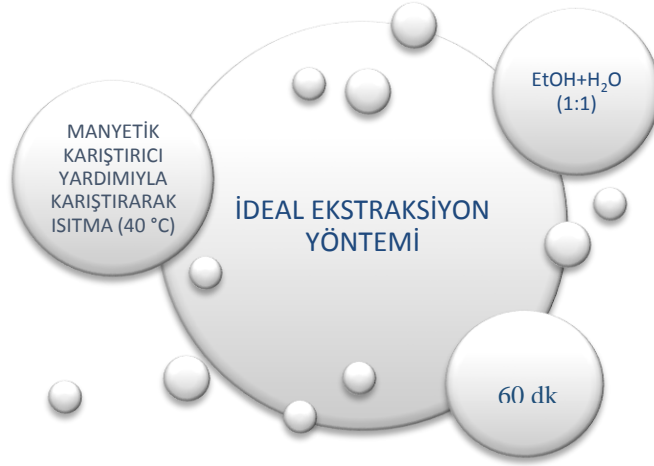 EtOH+H₂O
(1:1)
MANYETİK
KARIŞTIRICI
YARDIMIYLA
KARIŞTIRARAK
ISITMA (40 °C)
İDEAL EKSTRAKSİYON
YÖNTEMİ
60 dk